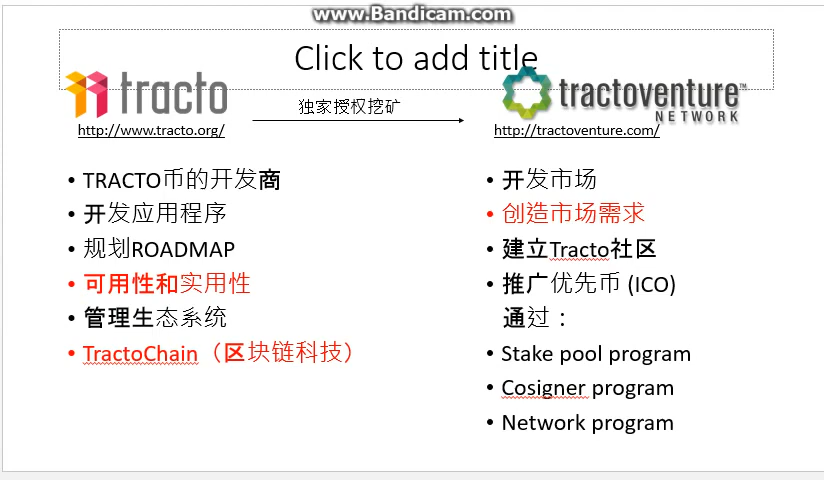 www.Bandicam.com
Click to add title
tracto
http://www.tracto.org/
独家授权挖矿
tractoventure™
NETWORK
http://tractoventure.com/
• TRACTO币的开发商
• 开发应用程序
• 规划ROADMAP
• 可用性和实用性
• 管理生态系统
• TractoChain（区块链科技）
• 开发市场
• 创造市场需求
• 建立Tracto社区
• 推广优先币 (ICO)
通过：
• Stake pool program
• Cosigner program
• Network program